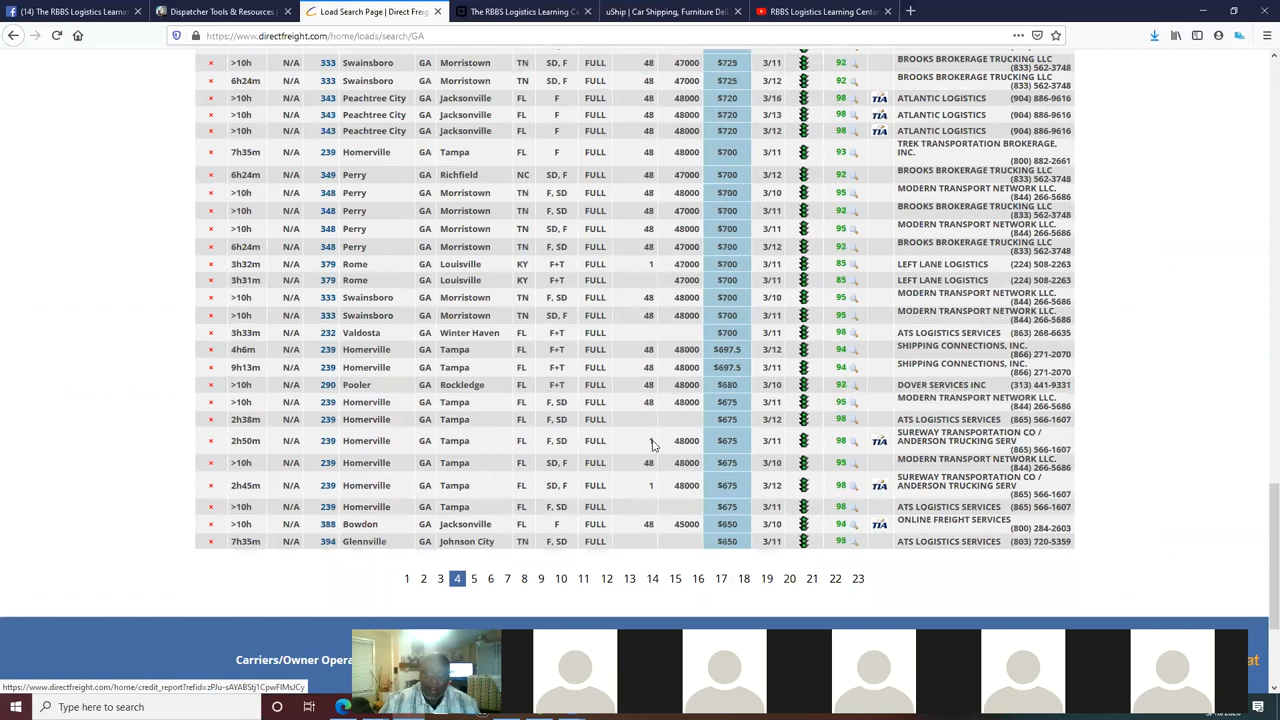 (14) RBBS Logistics Learning
Dispatcher Tools & Resources |
Load Search Page | Direct Freig
The RBBS Logistics Learning Cent
uShip | Car Shipping, Furniture Deli
RBBS Logistics Learning Center
https://www.directfreight.com/home/loads/search/GA
>10h N/A 333 Swainsboro GA Morristown TN SD, F FULL 48 47000 $725 3/11 92 BROOKS BROKERAGE TRUCKING LLC (833) 562-3748
6h24m N/A 333 Swainsboro GA Morristown TN SD, F FULL 48 47000 $725 3/12 92 BROOKS BROKERAGE TRUCKING LLC (833) 562-3748
>10h N/A 343 Peachtree City GA Jacksonville FL F FULL 48 48000 $720 3/16 98 TIA ATLANTIC LOGISTICS (904) 886-9616
>10h N/A 343 Peachtree City GA Jacksonville FL F FULL 48 48000 $720 3/13 98 TIA ATLANTIC LOGISTICS (904) 886-9616
>10h N/A 343 Peachtree City GA Jacksonville FL F FULL 48 48000 $720 3/12 98 TIA ATLANTIC LOGISTICS (904) 886-9616
7h35m N/A 239 Homerville GA Tampa FL F FULL 48 48000 $700 3/11 93 TREK TRANSPORTATION BROKERAGE, INC. (800) 882-2661
6h24m N/A 349 Perry GA Richfield NC SD, F FULL 48 47000 $700 3/12 92 BROOKS BROKERAGE TRUCKING LLC (833) 562-3748
>10h N/A 348 Perry GA Morristown TN SD, F FULL 48 47000 $700 3/10 95 MODERN TRANSPORT NETWORK LLC. (844) 266-5686
>10h N/A 348 Perry GA Morristown TN F, SD FULL 48 47000 $700 3/11 92 BROOKS BROKERAGE TRUCKING LLC (833) 562-3748
>10h N/A 348 Perry GA Morristown TN SD, F FULL 48 47000 $700 3/11 95 MODERN TRANSPORT NETWORK LLC. (844) 266-5686
6h24m N/A 348 Perry GA Morristown TN F, SD FULL 48 47000 $700 3/12 92 BROOKS BROKERAGE TRUCKING LLC (833) 562-3748
3h32m N/A 379 Rome GA Louisville KY F+T FULL 1 47000 $700 3/11 85 LEFT LANE LOGISTICS (224) 508-2263
3h31m N/A 379 Rome GA Louisville KY F+T FULL 48 48000 $700 3/11 85 LEFT LANE LOGISTICS (224) 508-2263
>10h N/A 333 Swainsboro GA Morristown TN F, SD FULL 48 47000 $700 3/10 95 MODERN TRANSPORT NETWORK LLC. (844) 266-5686
>10h N/A 333 Swainsboro GA Morristown TN SD, F FULL 48 47000 $700 3/11 95 MODERN TRANSPORT NETWORK LLC. (844) 266-5686
3h33m N/A 232 Valdosta GA Winter Haven FL F+T FULL $700 3/11 98 ATS LOGISTICS SERVICES (863) 268-6635
4h6m N/A 239 Homerville GA Tampa FL F+T FULL 48 48000 $697.5 3/12 94 SHIPPING CONNECTIONS, INC. (866) 271-2070
9h13m N/A 239 Homerville GA Tampa FL F+T FULL 48 48000 $697.5 3/11 94 SHIPPING CONNECTIONS, INC. (866) 271-2070
>10h N/A 290 Pooler GA Rockledge FL F+T FULL 48 48000 $680 3/10 92 DOVER SERVICES INC (313) 441-9331
>10h N/A 239 Homerville GA Tampa FL F, SD FULL 48 48000 $675 3/11 95 MODERN TRANSPORT NETWORK LLC. (844) 266-5686
2h38m N/A 239 Homerville GA Tampa FL F, SD FULL $675 3/12 98 ATS LOGISTICS SERVICES (865) 566-1607
2h50m N/A 239 Homerville GA Tampa FL F, SD FULL 48000 $675 3/11 98 TIA SUREWAY TRANSPORTATION CO / ANDERSON TRUCKING SERV (865) 566-1607
>10h N/A 239 Homerville GA Tampa FL SD, F FULL 48 48000 $675 3/10 95 MODERN TRANSPORT NETWORK LLC. (844) 266-5686
2h45m N/A 239 Homerville GA Tampa FL SD, F FULL 1 48000 $675 3/12 98 TIA SUREWAY TRANSPORTATION CO / ANDERSON TRUCKING SERV (865) 566-1607
>10h N/A 239 Homerville GA Tampa FL F, SD FULL $675 3/11 98 ATS LOGISTICS SERVICES (865) 566-1607
>10h N/A 388 Bowdon GA Jacksonville FL F FULL 48 45000 $650 3/10 94 TIA ONLINE FREIGHT SERVICES (800) 284-2603
7h35m N/A 394 Glennville GA Johnson City TN F, SD FULL $650 3/11 98 ATS LOGISTICS SERVICES (803) 720-5359
1 2 3 4 5 6 7 8 9 10 11 12 13 14 15 16 17 18 19 20 21 22 23
Carriers/Owner Opera
at
https://www.directfreight.com/home/credit_report?refid=zPJu-sAYABStj1CpwFIMsJCy
Type here to search